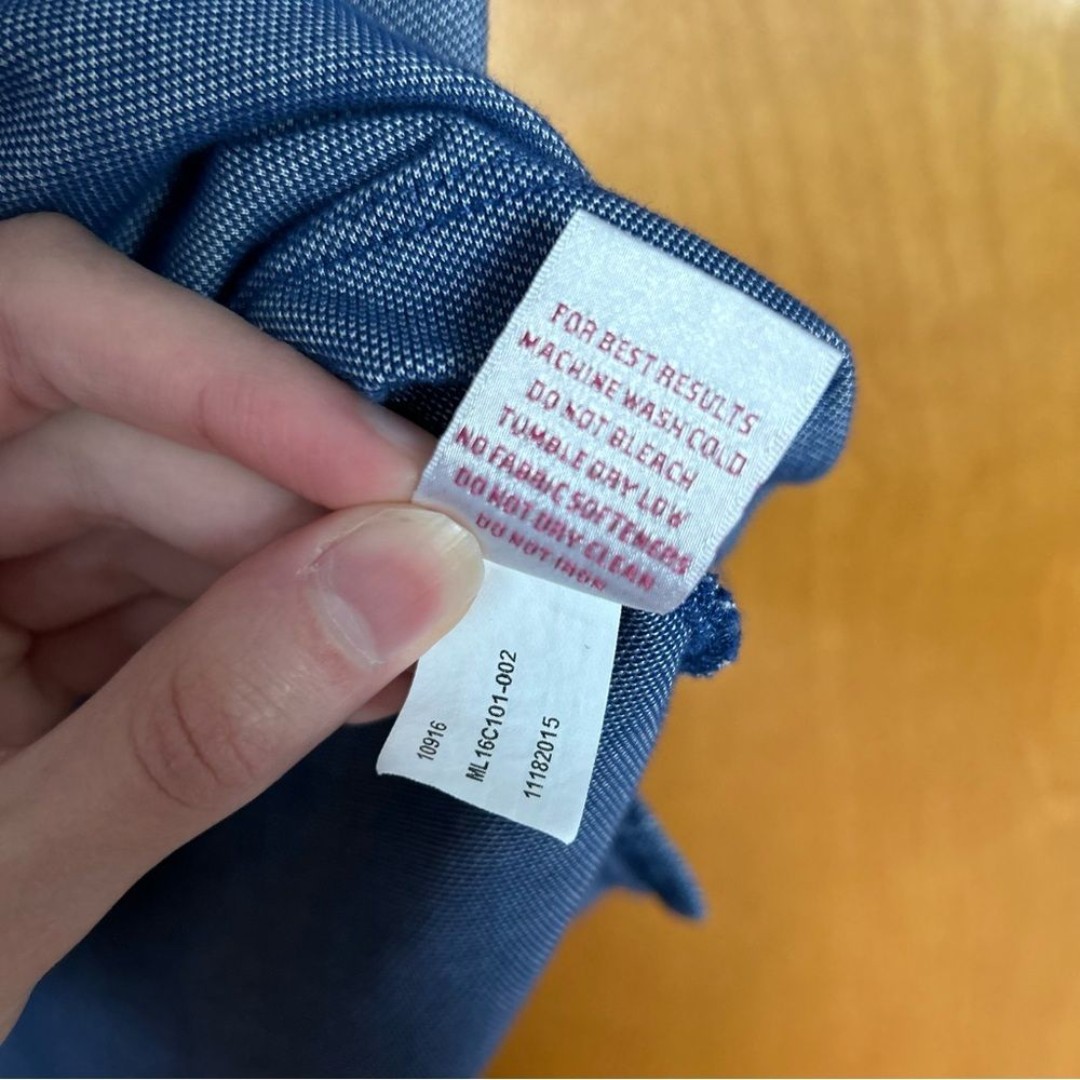 FOR BEST RESULTS
MACHINE WASH COLD
DO NOT BLEACH
TUMBLE DRY LOW
NO FABRIC SOFTENERS
DO NOT DRY CLEAN
DO NOT IRON
10916
ML16C101-002
11182015